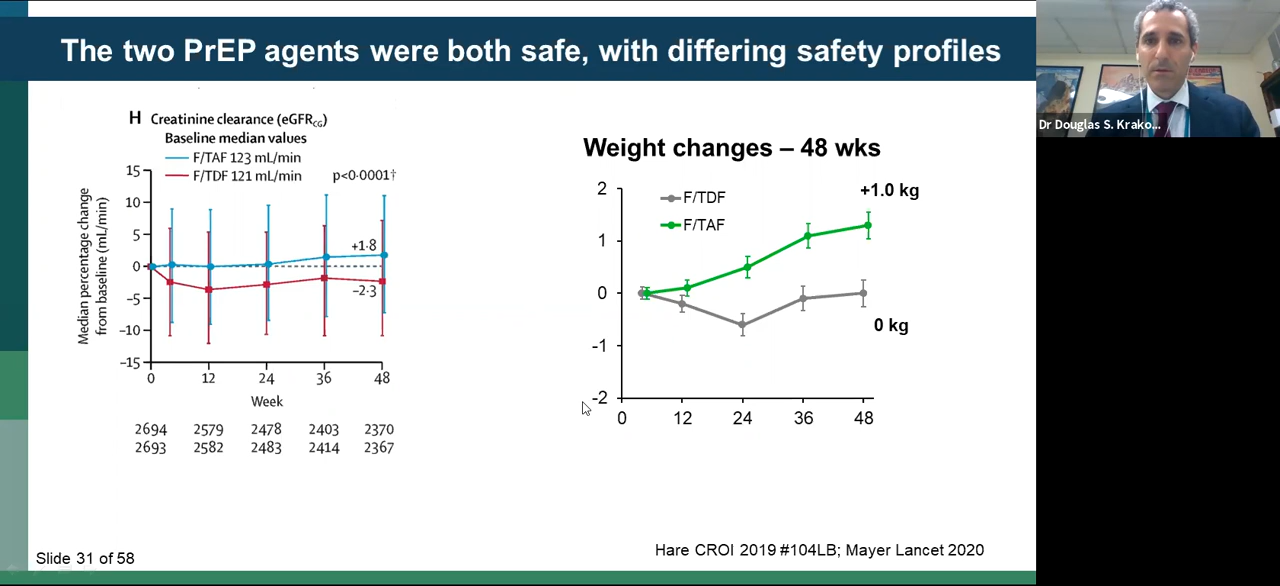 The two PrEP agents were both safe, with differing safety profiles
Dr Douglas S. Krako...
H Creatinine clearance (eGFRCG)
Baseline median values
F/TAF 123 mL/min
F/TDF 121 mL/min
p<0·0001†
Median percentage change
from baseline (mL/min)
15
10
5
0
−5
−10
−15
+1·8
−2·3
0 12 24 36 48
Week
2694 2579 2478 2403 2370
2693 2582 2483 2414 2367
Weight changes – 48 wks
F/TDF
F/TAF
+1.0 kg
0 kg
2
1
0
-1
-2
0 12 24 36 48
Hare CROI 2019 #104LB; Mayer Lancet 2020
Slide 31 of 58